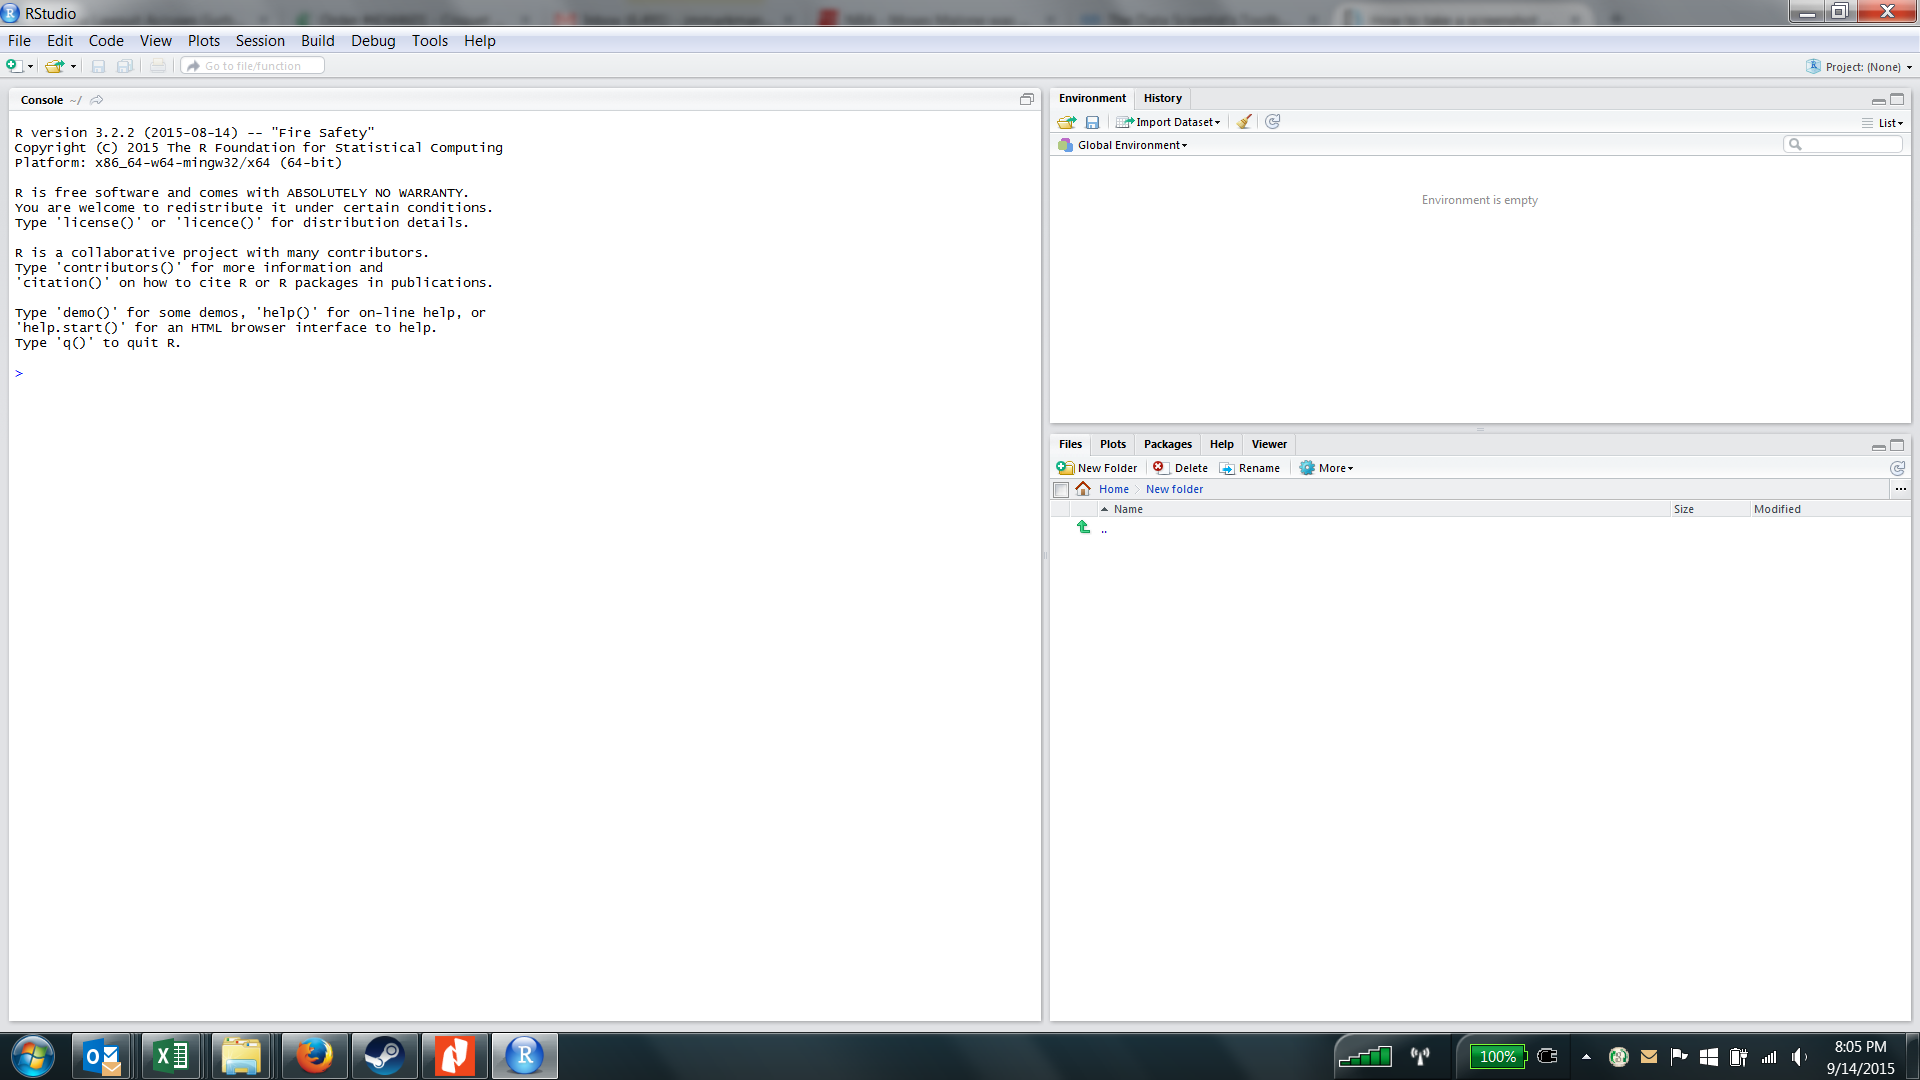 RStudio
File Edit Code View Plots Session Build Debug Tools Help
Go to file/function
Project: (None)
Console ~/
R version 3.2.2 (2015-08-14) -- "Fire Safety"
Copyright (C) 2015 The R Foundation for Statistical Computing
Platform: x86_64-w64-mingw32/x64 (64-bit)
R is free software and comes with ABSOLUTELY NO WARRANTY.
You are welcome to redistribute it under certain conditions.
Type 'license()' or 'licence()' for distribution details.
R is a collaborative project with many contributors.
Type 'contributors()' for more information and
'citation()' on how to cite R or R packages in publications.
Type 'demo()' for some demos, 'help()' for on-line help, or
'help.start()' for an HTML browser interface to help.
Type 'q()' to quit R.
>
Environment History
Import Dataset
List
Global Environment
Environment is empty
Files Plots Packages Help Viewer
New Folder Delete Rename More
Home New folder
Name Size Modified
..
100%
8:05 PM
9/14/2015